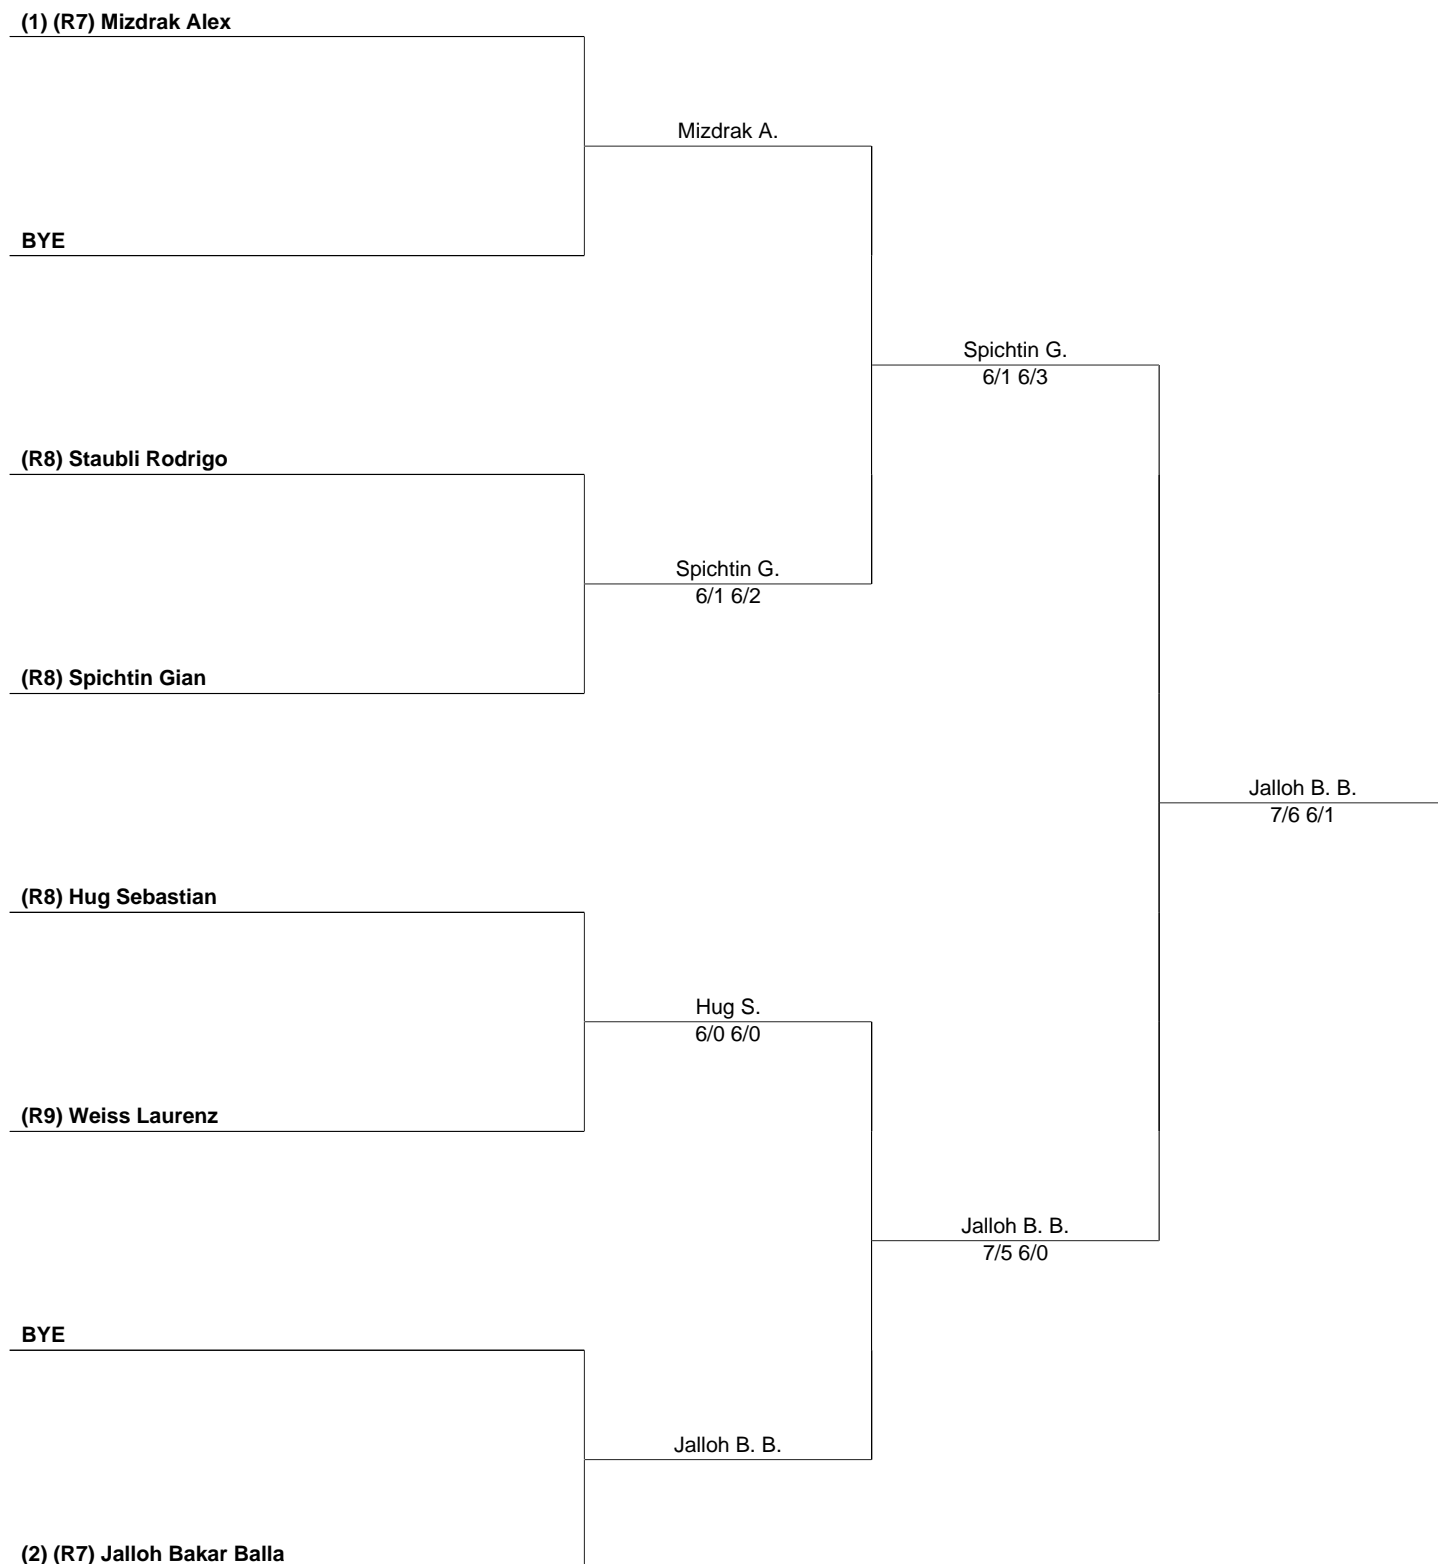 (1) (R7) Mizdrak Alex
Mizdrak A.
BYE
Spichtin G.
6/1 6/3
(R8) Staubli Rodrigo
Spichtin G.
6/1 6/2
(R8) Spichtin Gian
Jalloh B. B.
7/6 6/1
(R8) Hug Sebastian
Hug S.
6/0 6/0
(R9) Weiss Laurenz
Jalloh B. B.
7/5 6/0
BYE
Jalloh B. B.
(2) (R7) Jalloh Bakar Balla